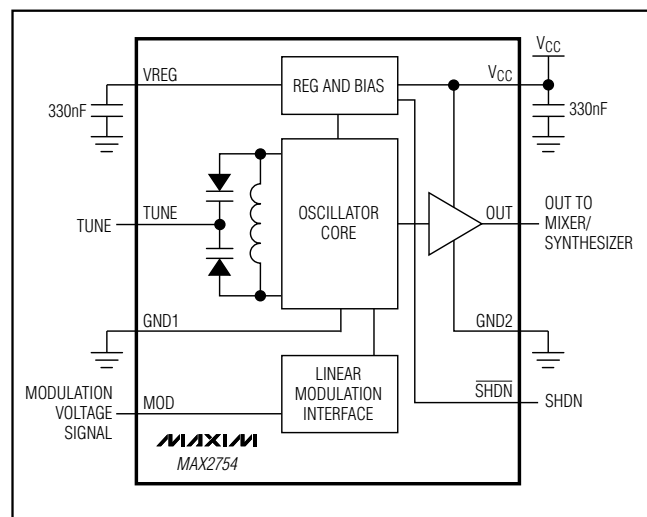 VCC
VREG
REG AND BIAS
VCC
330nF
330nF
TUNE
TUNE
OSCILLATOR
CORE
OUT
OUT TO
MIXER/
SYNTHESIZER
GND1
GND2
MODULATION
VOLTAGE
SIGNAL
MOD
LINEAR
MODULATION
INTERFACE
SHDN
SHDN
MAXIM
MAX2754